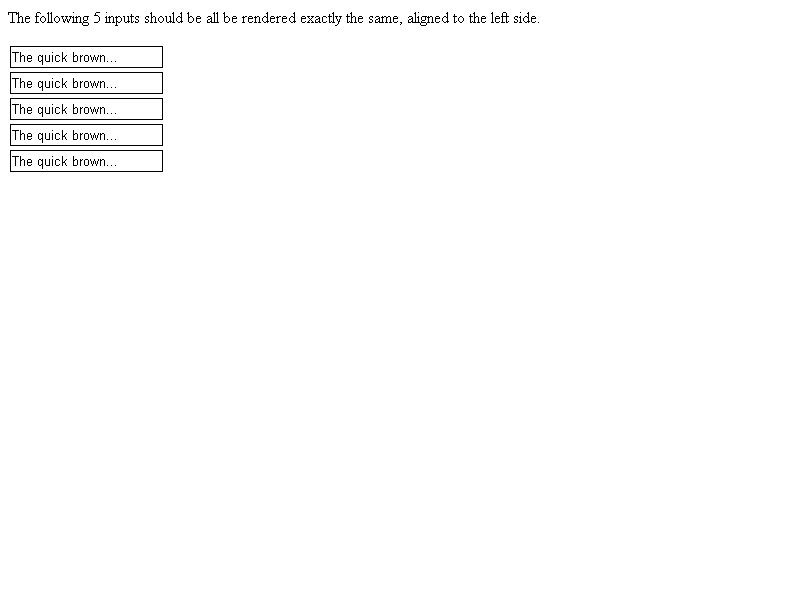 The following 5 inputs should be all be rendered exactly the same, aligned to the left side.
The quick brown...
The quick brown...
The quick brown...
The quick brown...
The quick brown...